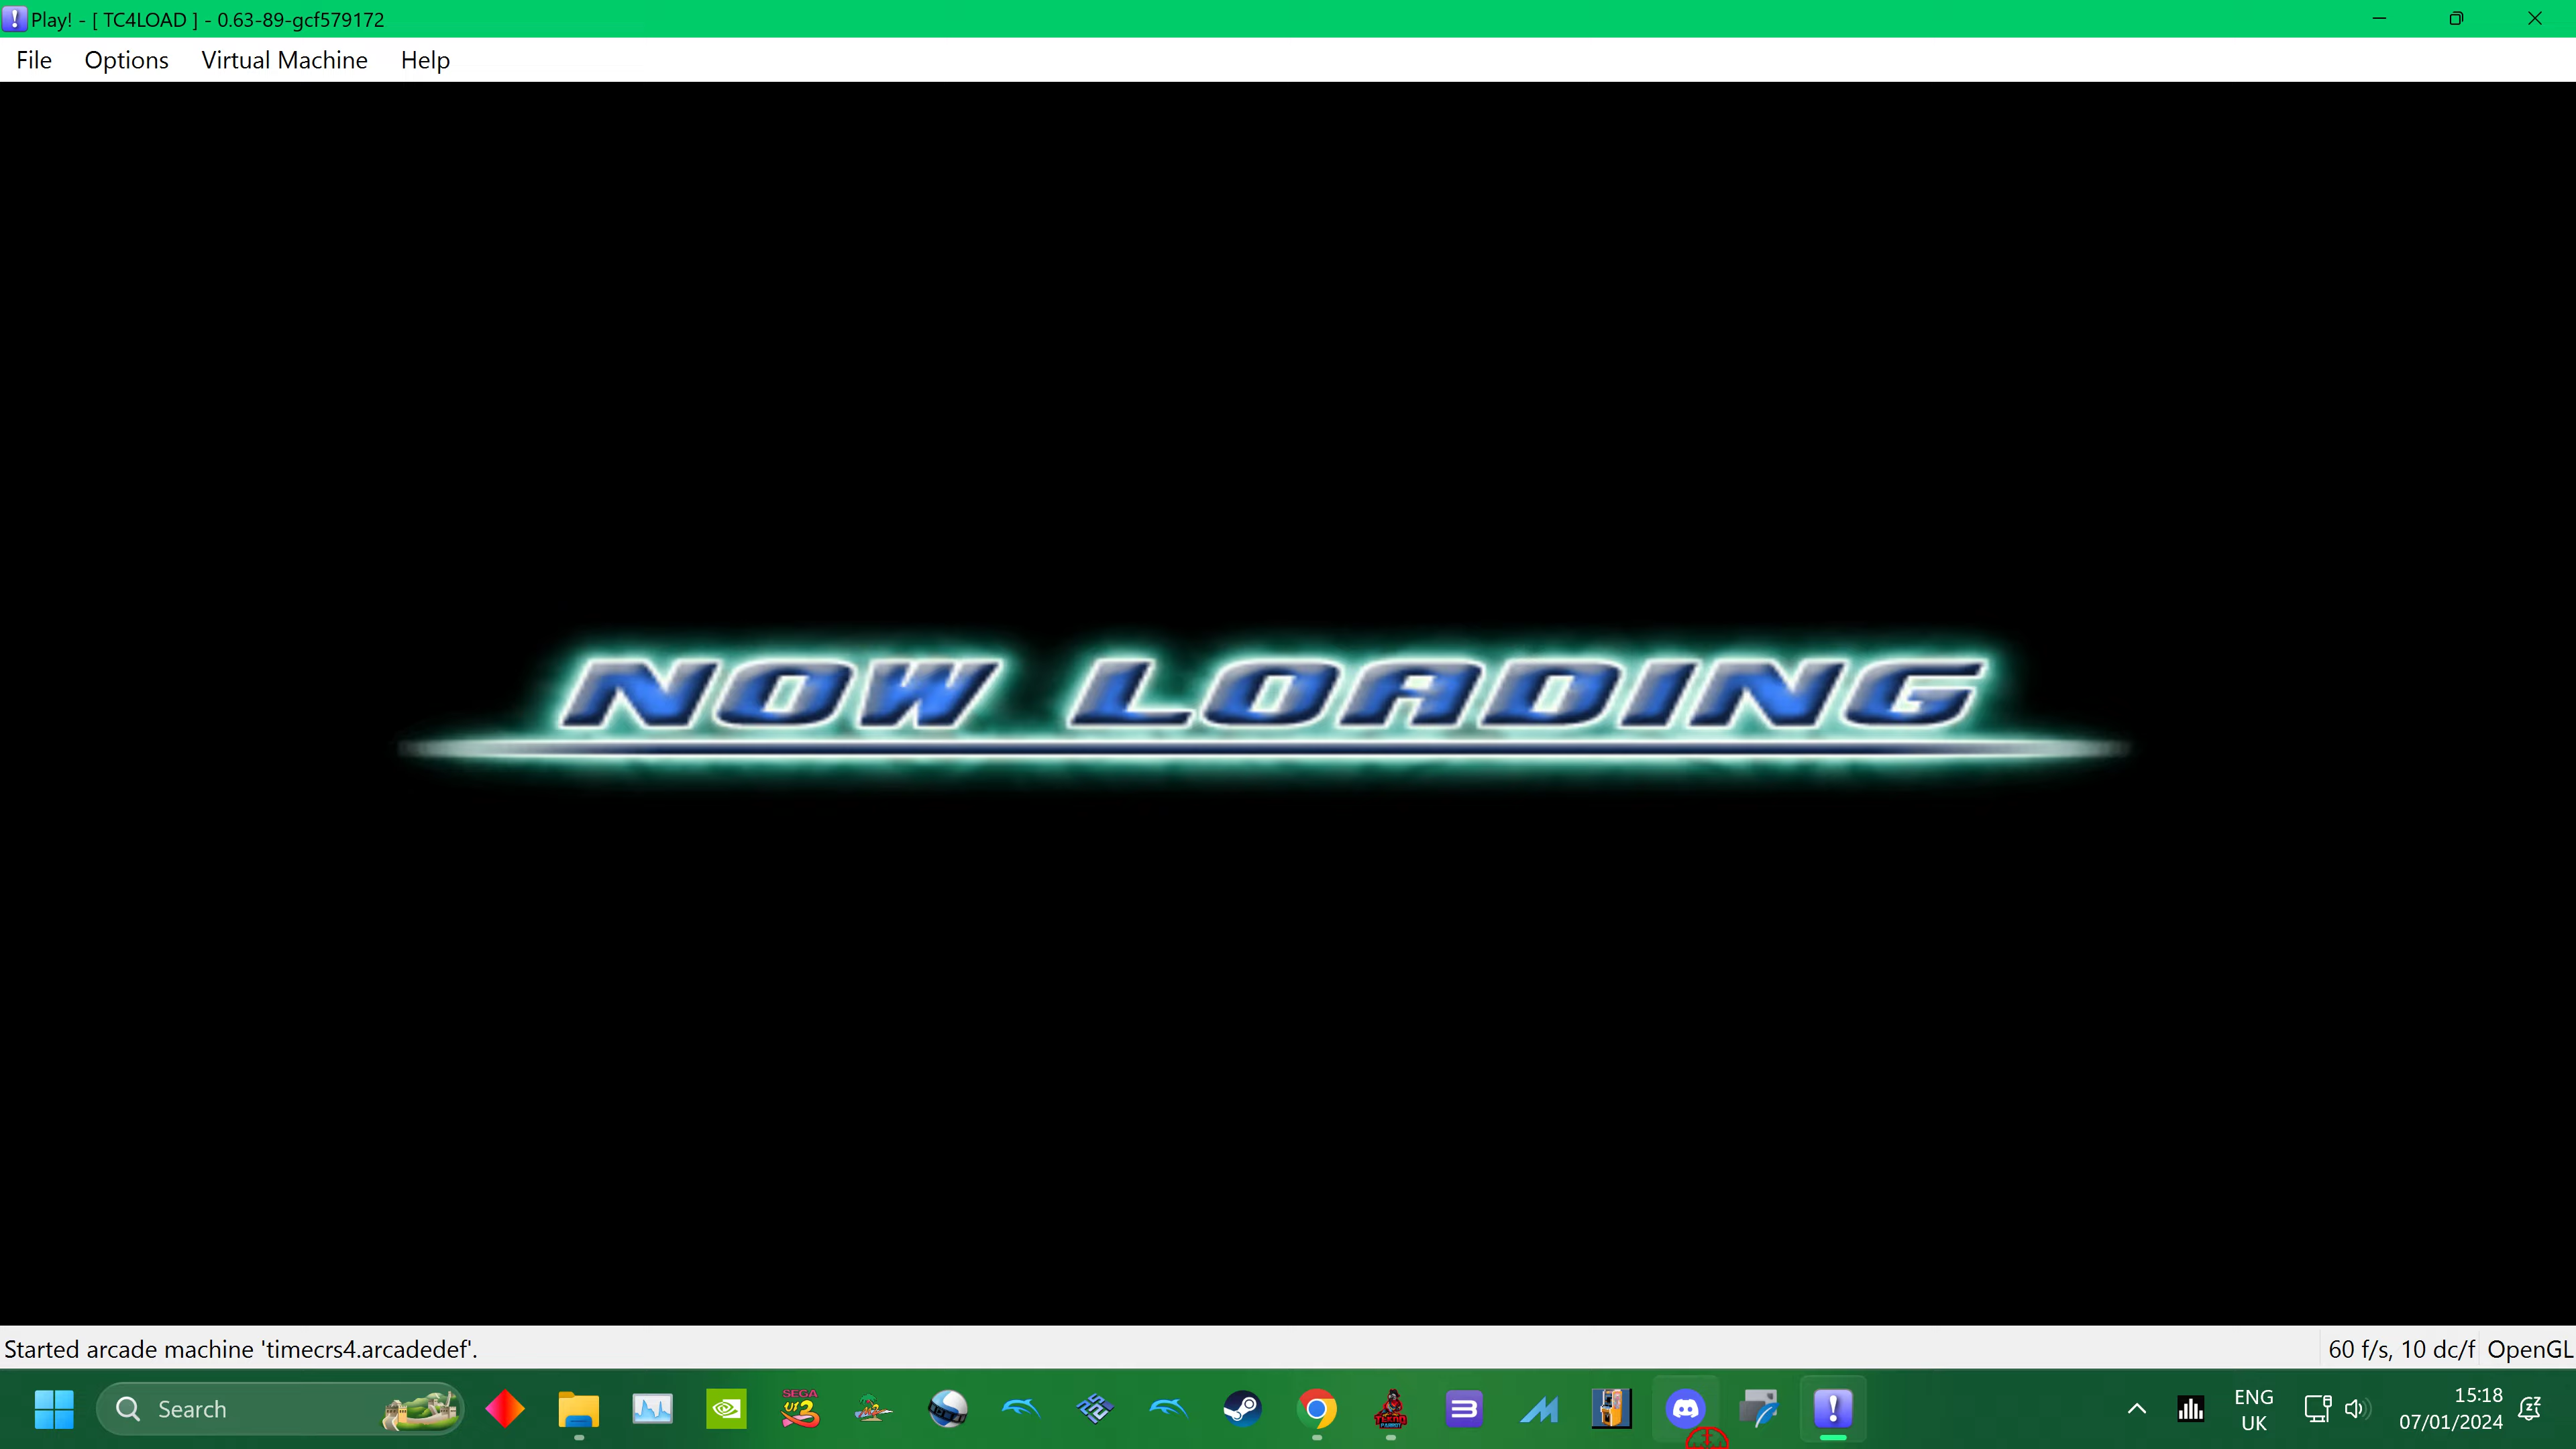 Play! - [ TC4LOAD ] - 0.63-89-gcf579172
File Options Virtual Machine Help
NOW LOADING
Started arcade machine 'timecrs4.arcadedef'.
60 f/s, 10 dc/f OpenGL
Search
SEGA
ENG
UK
15:18
07/01/2024